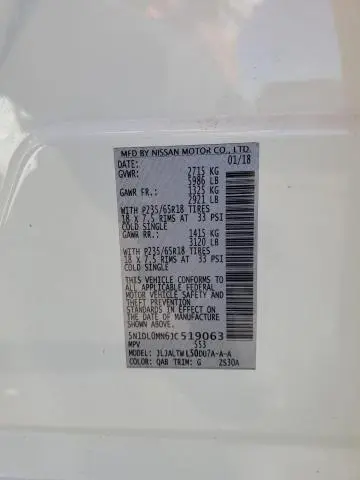 MFD BY NISSAN MOTOR CO., LTD.
DATE: 01/18
GVWR: 2715 KG
5986 LB
GAWR FR.: 1325 KG
2921 LB
WITH P235/65R18 TIRES
18 X 7.5 RIMS AT 33 PSI
COLD SINGLE
GAWR RR.: 1415 KG
3120 LB
WITH P235/65R18 TIRES
18 X 7.5 RIMS AT 33 PSI
COLD SINGLE
THIS VEHICLE CONFORMS TO
ALL APPLICABLE FEDERAL
MOTOR VEHICLE SAFETY AND
THEFT PREVENTION
STANDARDS IN EFFECT ON
THE DATE OF MANUFACTURE
SHOWN ABOVE.
5N1DL0MN6JC519063
MPV 553
MODEL: JLJALTWL50DU7A-A-A
COLOR: QAB TRIM: G ZS30A